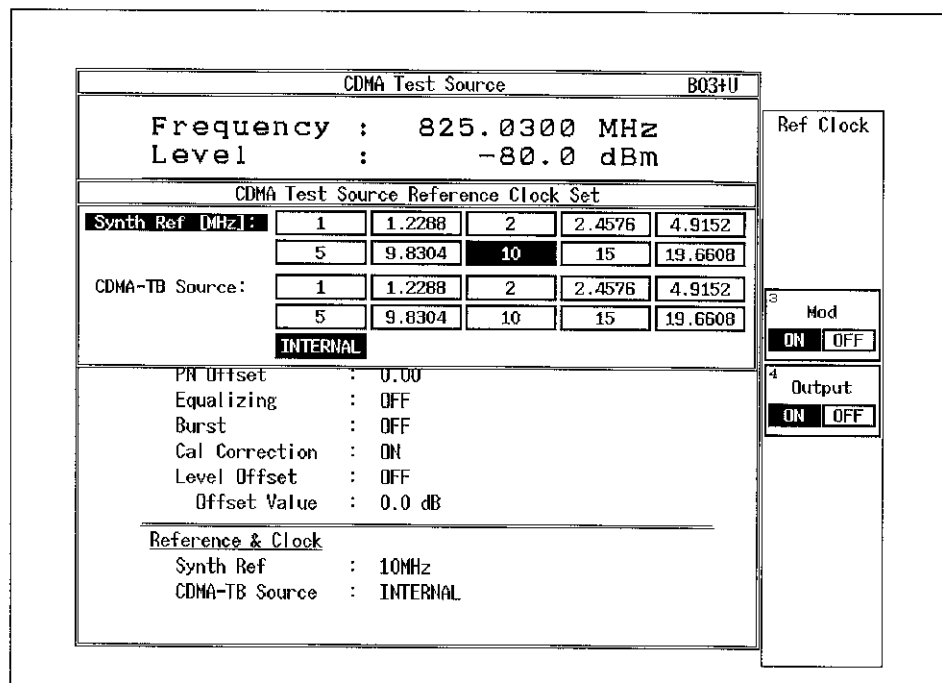 CDMA Test Source B03+U
Frequency : 825.0300 MHz
Level : -80.0 dBm
CDMA Test Source Reference Clock Set
Synth Ref [MHz]: 1 1.2288 2 2.4576 4.9152
5 9.8304 10 15 19.6608
CDMA-TB Source: 1 1.2288 2 2.4576 4.9152
5 9.8304 10 15 19.6608
INTERNAL
PN Offset : 0.00
Equalizing : OFF
Burst : OFF
Cal Correction : ON
Level Offset : OFF
Offset Value : 0.0 dB
Reference & Clock
Synth Ref : 10MHz
CDMA-TB Source : INTERNAL
Ref Clock
3 Mod
ON OFF
4 Output
ON OFF